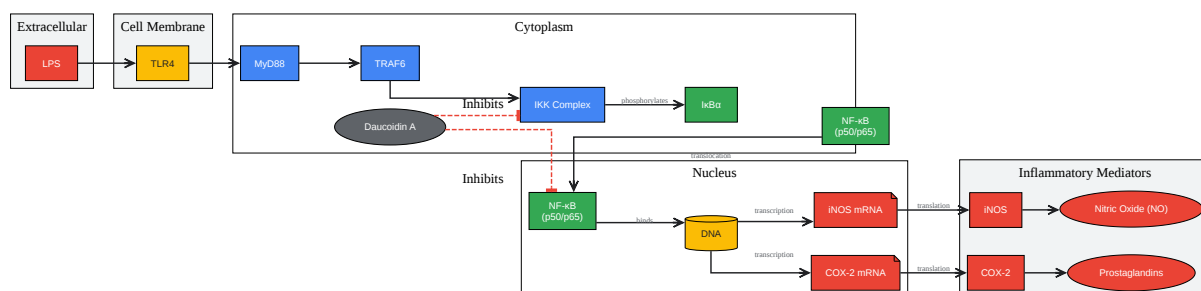 Extracellular
Cell Membrane
Cytoplasm
LPS
TLR4
MyD88
TRAF6
Inhibits
IKK Complex
phosphorylates
IκBα
Daucoidin A
NF-κB
(p50/p65)
translocation
Inhibits
Nucleus
Inflammatory Mediators
NF-κB
(p50/p65)
binds
DNA
transcription
iNOS mRNA
translation
iNOS
Nitric Oxide (NO)
transcription
COX-2 mRNA
translation
COX-2
Prostaglandins